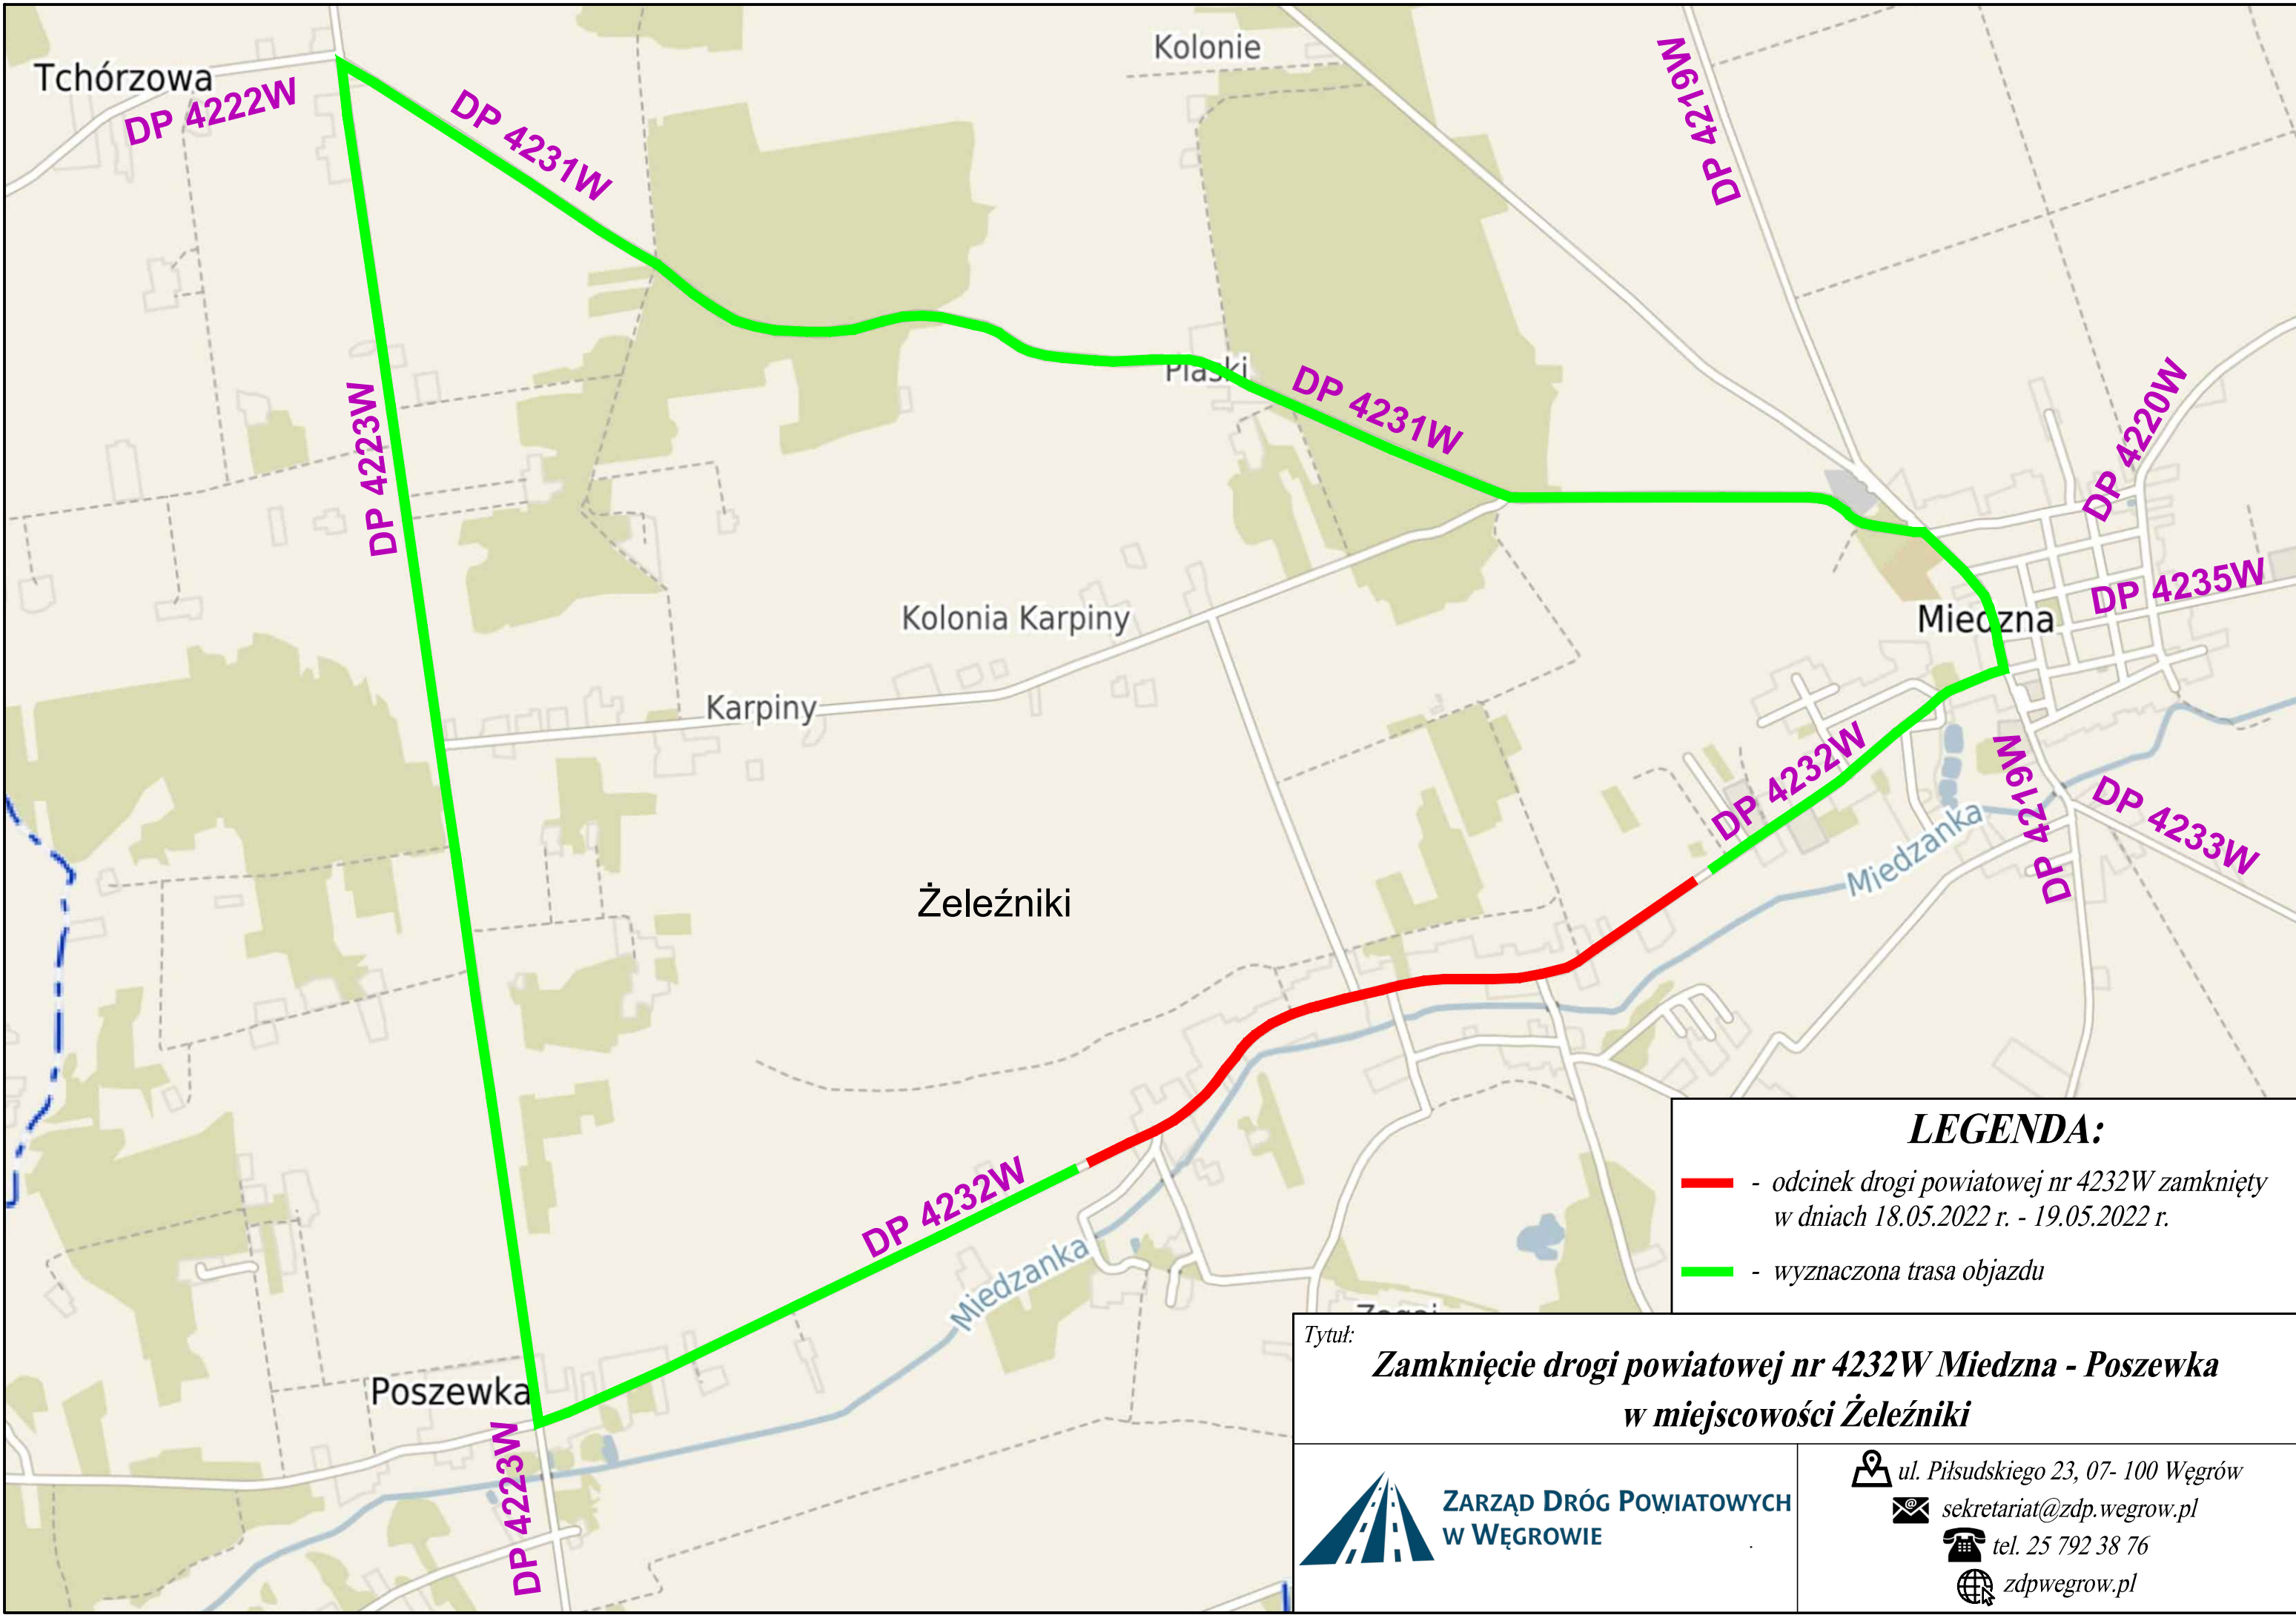 Kolonie
Tchórzowa
DP 4222W
DP 4231W
DP 4219W
DP 4223W
Piaski
DP 4231W
DP 4220W
DP 4235W
Miedzna
Kolonia Karpiny
Karpiny
DP 4232W
DP 4219W
DP 4233W
Miedzanka
Żeleźniki
DP 4232W
Miedzanka
Poszewka
DP 4223W
LEGENDA:
- odcinek drogi powiatowej nr 4232W zamknięty
w dniach 18.05.2022 r. - 19.05.2022 r.
- wyznaczona trasa objazdu
Tytuł:
Zamknięcie drogi powiatowej nr 4232W Miedzna - Poszewka
w miejscowości Żeleźniki
ZARZĄD DRÓG POWIATOWYCH
W WĘGROWIE
ul. Piłsudskiego 23, 07- 100 Węgrów
sekretariat@zdp.wegrow.pl
tel. 25 792 38 76
zdpwegrow.pl